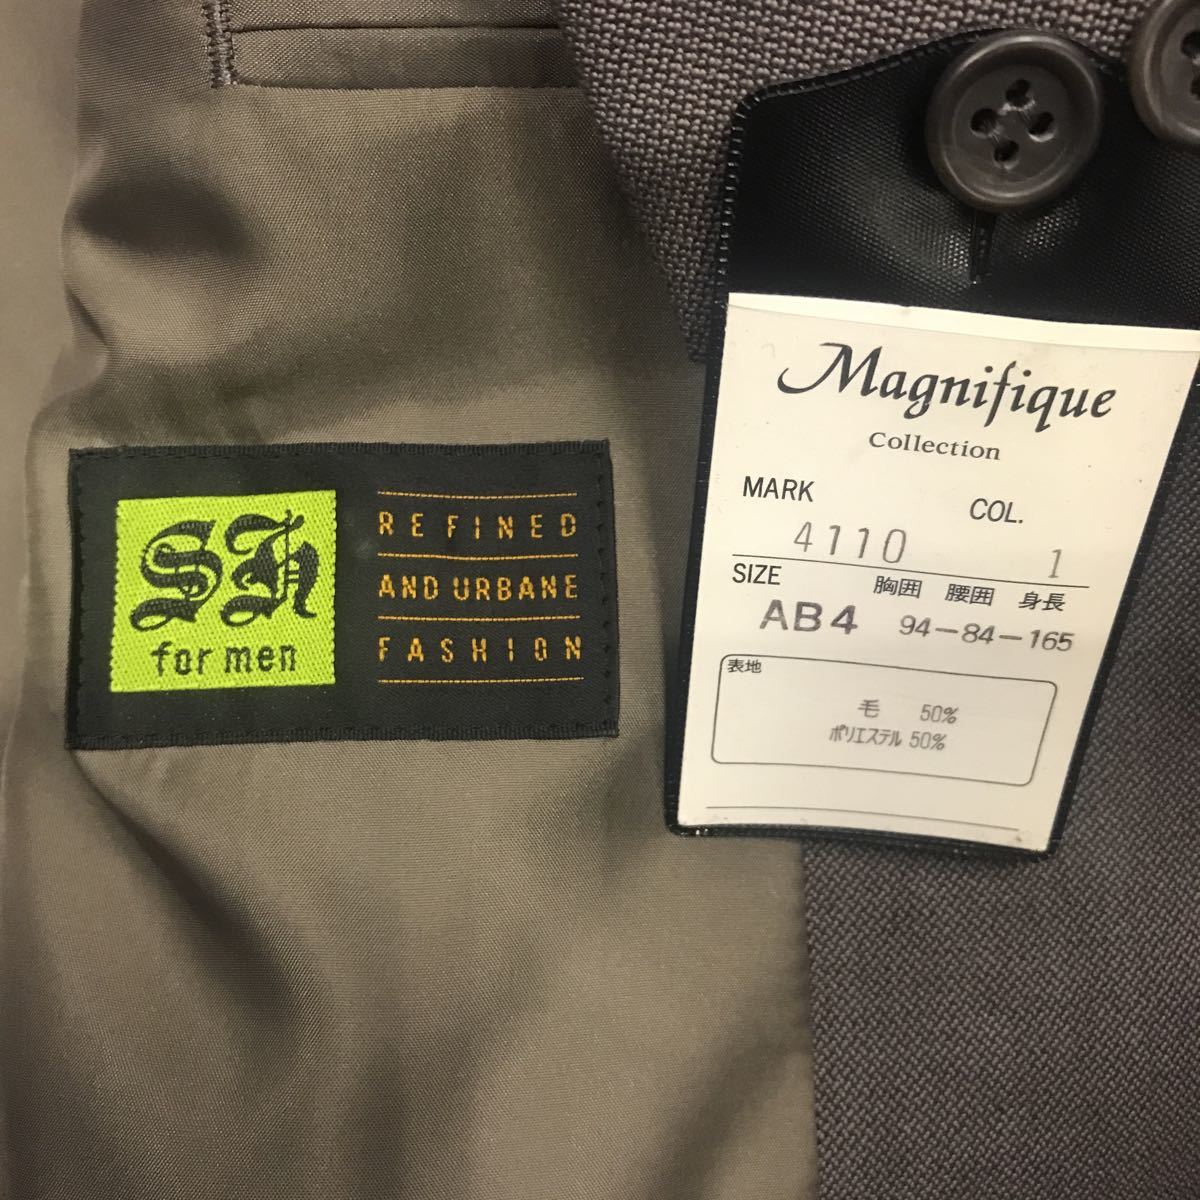 SH
for men
REFINED
AND URBANE
FASHION
Magnifique
Collection
MARK COL.
4110 1
SIZE 胸囲 腰囲 身長
AB4 94-84-165
表地
毛 50%
ポリエステル 50%